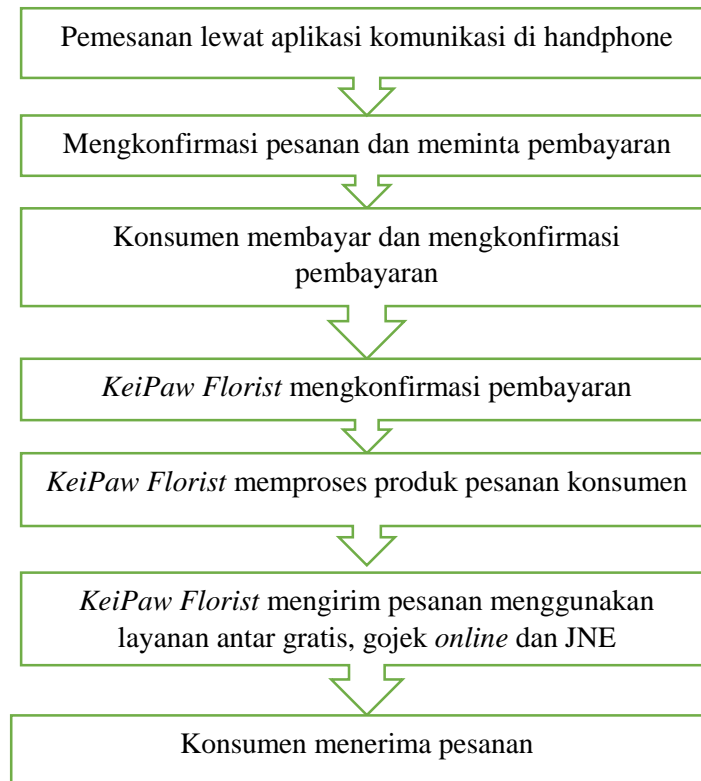 Pemesanan lewat aplikasi komunikasi di handphone
Mengkonfirmasi pesanan dan meminta pembayaran
Konsumen membayar dan mengkonfirmasi
pembayaran
KeiPaw Florist mengkonfirmasi pembayaran
KeiPaw Florist memproses produk pesanan konsumen
KeiPaw Florist mengirim pesanan menggunakan
layanan antar gratis, gojek online dan JNE
Konsumen menerima pesanan